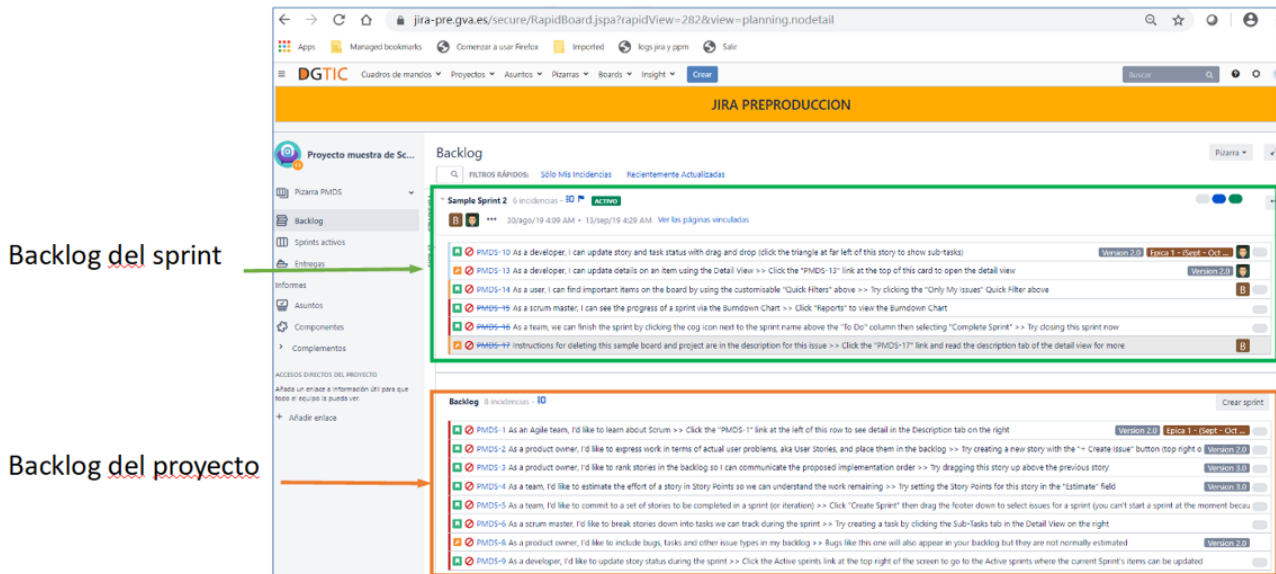 jira-pre.gva.es/secure/RapidBoard.jspa?rapidView=282&view=planning.nodetail
Apps Managed bookmarks Comenzar a usar Firefox Imported logs jira y ppm Salir
DGTIC Cuadros de mandos Proyectos Asuntos Pizarras Boards Insight Crear Buscar
JIRA PREPRODUCCION
Proyecto muestra de Sc...
Pizarra PMDS
Backlog
Sprints activos
Entregas
Informes
Asuntos
Componentes
Complementos
ACCESOS DIRECTOS DEL PROYECTO
Añada un enlace a información útil para que
todo el equipo la pueda ver.
+ Añadir enlace
Backlog del sprint
Backlog del proyecto
Backlog Pizarra
FILTROS RÁPIDOS: Sólo Mis Incidencias Recientemente Actualizadas
Sample Sprint 2 6 incidencias - ACTIVO
B ••• 30/ago/19 4:09 AM • 13/sep/19 4:29 AM Ver las páginas vinculadas
PMDS-10 As a developer, I can update story and task status with drag and drop (click the triangle at far left of this story to show sub-tasks) Version 2.0 Epica 1 - (Sept - Oct ...
PMDS-13 As a developer, I can update details on an item using the Detail View >> Click the "PMDS-13" link at the top of this card to open the detail view Version 2.0
PMDS-14 As a user, I can find important items on the board by using the customisable "Quick Filters" above >> Try clicking the "Only My Issues" Quick Filter above B
PMDS-15 As a scrum master, I can see the progress of a sprint via the Burndown Chart >> Click "Reports" to view the Burndown Chart
PMDS-16 As a team, we can finish the sprint by clicking the cog icon next to the sprint name above the "To Do" column then selecting "Complete Sprint" >> Try closing this sprint now
PMDS-17 Instructions for deleting this sample board and project are in the description for this issue >> Click the "PMDS-17" link and read the description tab of the detail view for more B
Backlog 8 incidencias - Crear sprint
PMDS-1 As an Agile team, I'd like to learn about Scrum >> Click the "PMDS-1" link at the left of this row to see detail in the Description tab on the right Version 2.0 Epica 1 - (Sept - Oct ...
PMDS-2 As a product owner, I'd like to express work in terms of actual user problems, aka User Stories, and place them in the backlog >> Try creating a new story with the "+ Create Issue" button (top right o Version 2.0
PMDS-3 As a product owner, I'd like to rank stories in the backlog so I can communicate the proposed implementation order >> Try dragging this story up above the previous story Version 3.0
PMDS-4 As a team, I'd like to estimate the effort of a story in Story Points so we can understand the work remaining >> Try setting the Story Points for this story in the "Estimate" field Version 3.0
PMDS-5 As a team, I'd like to commit to a set of stories to be completed in a sprint (or iteration) >> Click "Create Sprint" then drag the footer down to select issues for a sprint (you can't start a sprint at the moment becau
PMDS-6 As a scrum master, I'd like to break stories down into tasks we can track during the sprint >> Try creating a task by clicking the Sub-Tasks tab in the Detail View on the right
PMDS-8 As a product owner, I'd like to include bugs, tasks and other issue types in my backlog >> Bugs like this one will also appear in your backlog but they are not normally estimated Version 2.0
PMDS-9 As a developer, I'd like to update story status during the sprint >> Click the Active sprints link at the top right of the screen to go to the Active sprints where the current Sprint's items can be updated